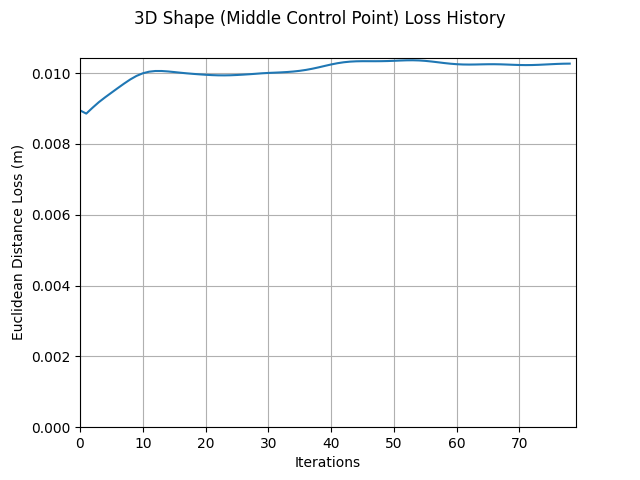 3D Shape (Middle Control Point) Loss History
Euclidean Distance Loss (m)
0.010
0.008
0.006
0.004
0.002
0.000
0 10 20 30 40 50 60 70
Iterations